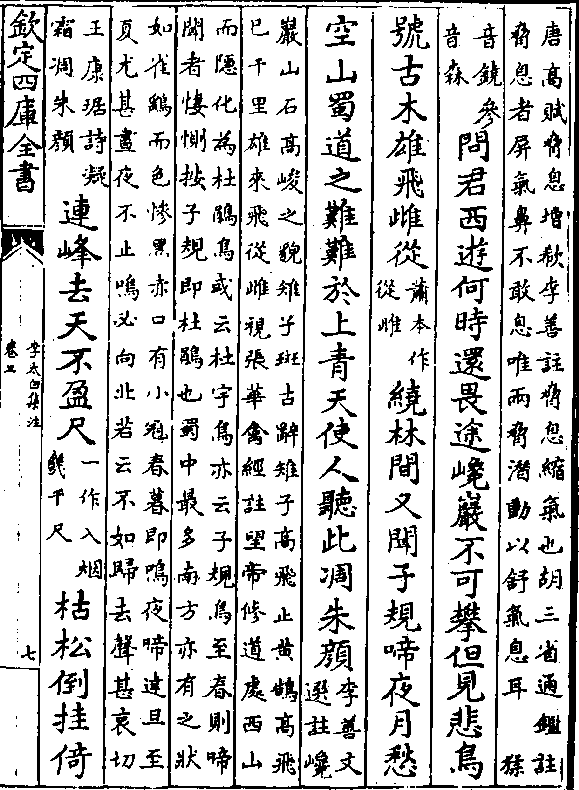 唐高賦脅息增欷李善註脅息縮氣也胡三省通鑑註
脅息者屏氣鼻不敢息唯兩脅潛動以舒氣息耳 猱
音鐃參
音森
問君西遊何時還畏途巉巖不可攀但見悲鳥
號古木雄飛雌從
蕭本作
從雌
繞林間又聞子規啼夜月愁
空山蜀道之難難於上青天使人聽此凋朱顔
李善文
選註巉
巖山石高峻之貌雉子斑古辭雉子高飛止黄鵠高飛
已千里雄來飛從雌視張華禽經註望帝修道處西山
而隱化為杜鵑鳥或云杜宇鳥亦云子規鳥至春則啼
聞者悽惻按子規即杜鵑也蜀中最多南方亦有之狀
如雀鷂而色慘黑赤口有小冠春暮即鳴夜啼達旦至
夏尤甚晝夜不止鳴必向北若云不如歸去聲甚哀切
王康琚詩凝
霜凋朱顔
連峰去天不盈尺
一作入烟
幾千尺
枯松倒挂倚
欽定四庫全書
李太白集注
卷三
七